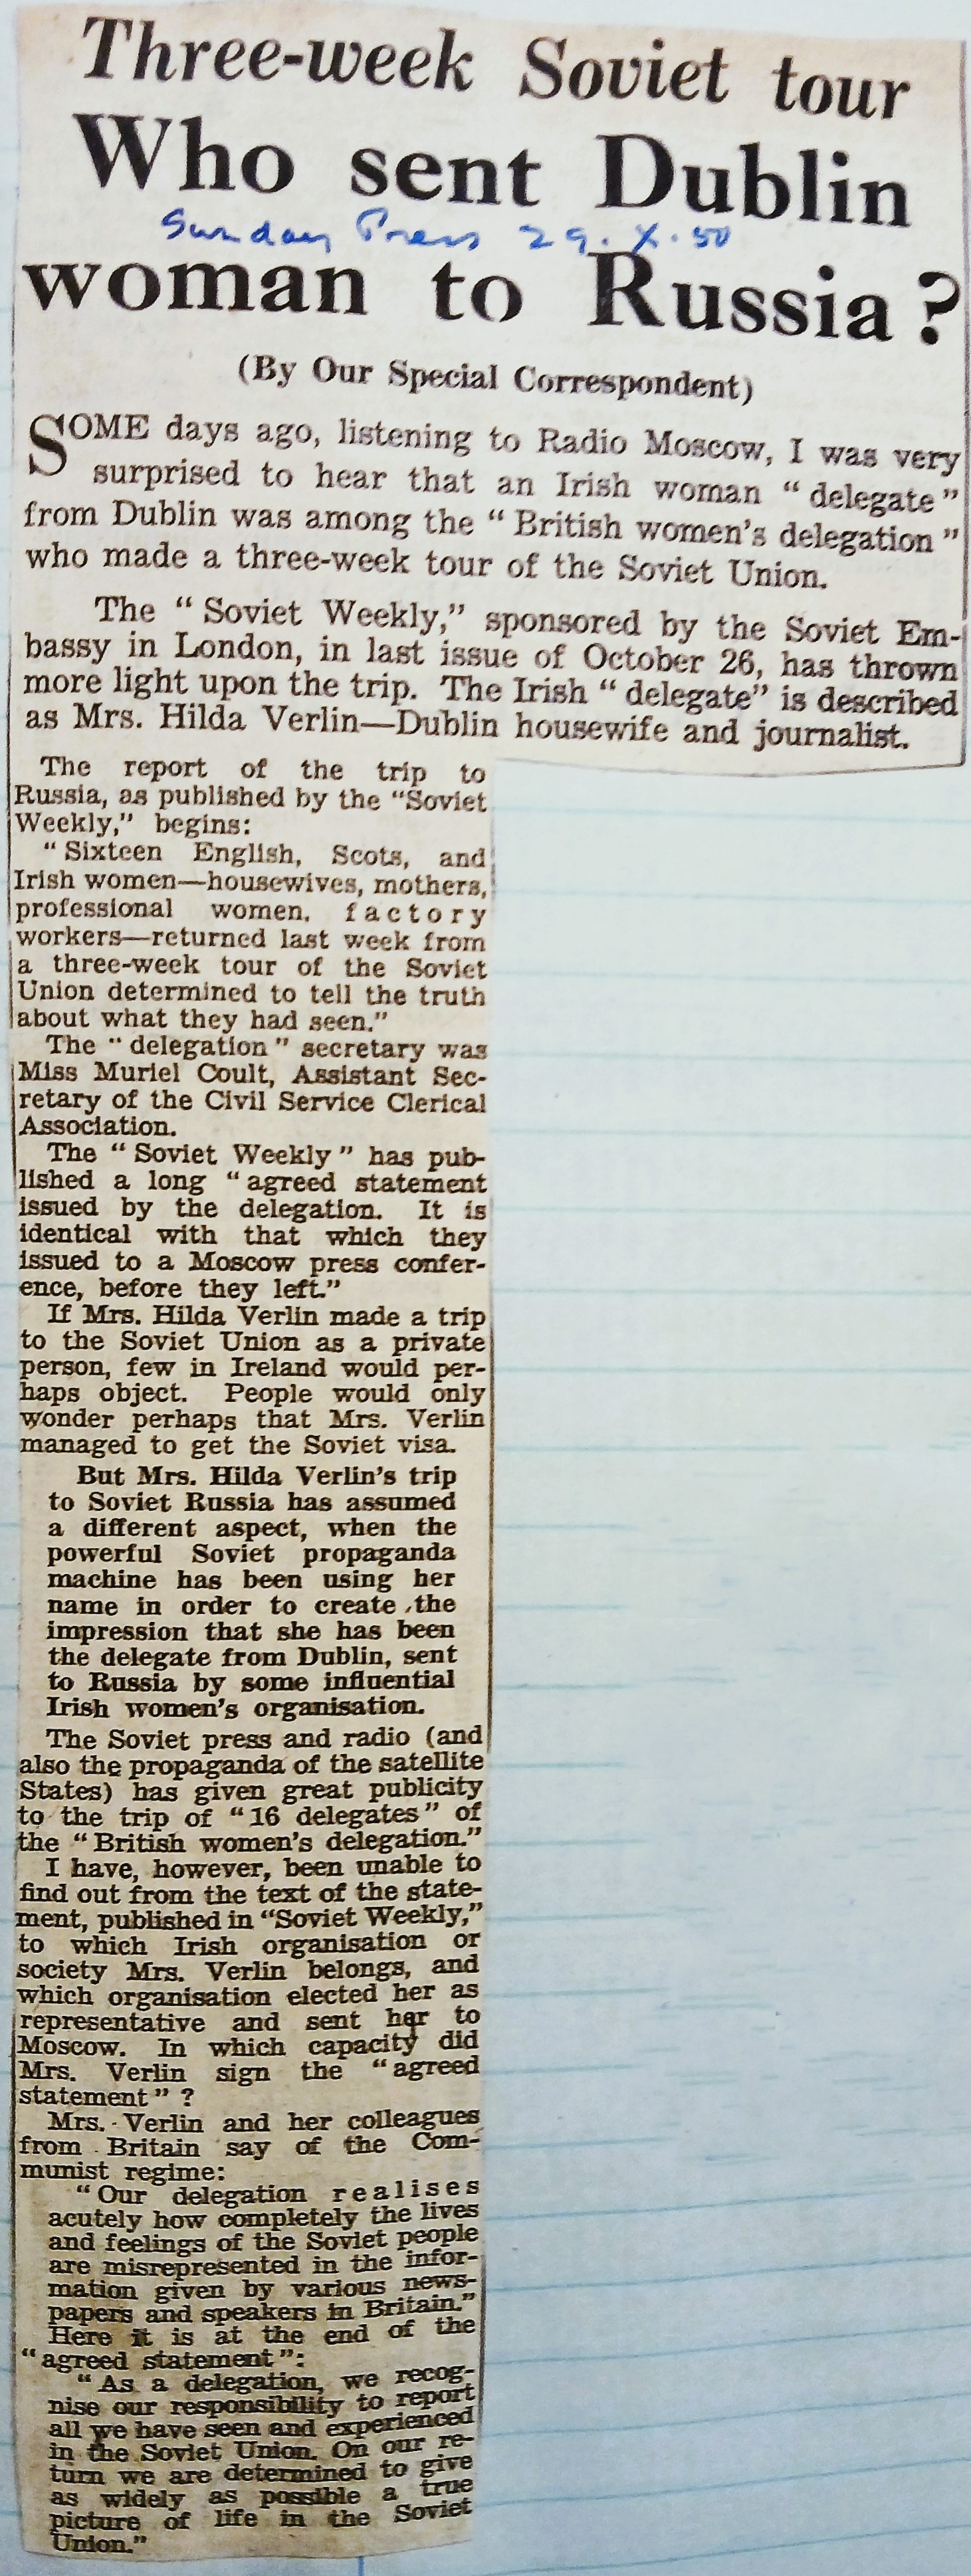 Three-week Soviet tour
Who sent Dublin
Sunday Press 29. X. 50
woman to Russia?
(By Our Special Correspondent)
SOME days ago, listening to Radio Moscow, I was very
surprised to hear that an Irish woman "delegate"
from Dublin was among the "British women's delegation"
who made a three-week tour of the Soviet Union.
The "Soviet Weekly," sponsored by the Soviet Em-
bassy in London, in last issue of October 26, has thrown
more light upon the trip. The Irish "delegate" is described
as Mrs. Hilda Verlin—Dublin housewife and journalist.
The report of the trip to
Russia, as published by the "Soviet
Weekly," begins:
"Sixteen English, Scots, and
Irish women—housewives, mothers,
professional women, factory
workers—returned last week from
a three-week tour of the Soviet
Union determined to tell the truth
about what they had seen."
The "delegation" secretary was
Miss Muriel Coult, Assistant Sec-
retary of the Civil Service Clerical
Association.
The "Soviet Weekly" has pub-
lished a long "agreed statement
issued by the delegation. It is
identical with that which they
issued to a Moscow press confer-
ence, before they left."
If Mrs. Hilda Verlin made a trip
to the Soviet Union as a private
person, few in Ireland would per-
haps object. People would only
wonder perhaps that Mrs. Verlin
managed to get the Soviet visa.
But Mrs. Hilda Verlin's trip
to Soviet Russia has assumed
a different aspect, when the
powerful Soviet propaganda
machine has been using her
name in order to create the
impression that she has been
the delegate from Dublin, sent
to Russia by some influential
Irish women's organisation.
The Soviet press and radio (and
also the propaganda of the satellite
States) has given great publicity
to the trip of "16 delegates" of
the "British women's delegation."
I have, however, been unable to
find out from the text of the state-
ment, published in "Soviet Weekly,"
to which Irish organisation or
society Mrs. Verlin belongs, and
which organisation elected her as
representative and sent her to
Moscow. In which capacity did
Mrs. Verlin sign the "agreed
statement"?
Mrs. Verlin and her colleagues
from Britain say of the Com-
munist regime:
"Our delegation realises
acutely how completely the lives
and feelings of the Soviet people
are misrepresented in the infor-
mation given by various news-
papers and speakers in Britain."
Here it is at the end of the
"agreed statement":
"As a delegation, we recog-
nise our responsibility to report
all we have seen and experienced
in the Soviet Union. On our re-
turn we are determined to give
as widely as possible a true
picture of life in the Soviet
Union."